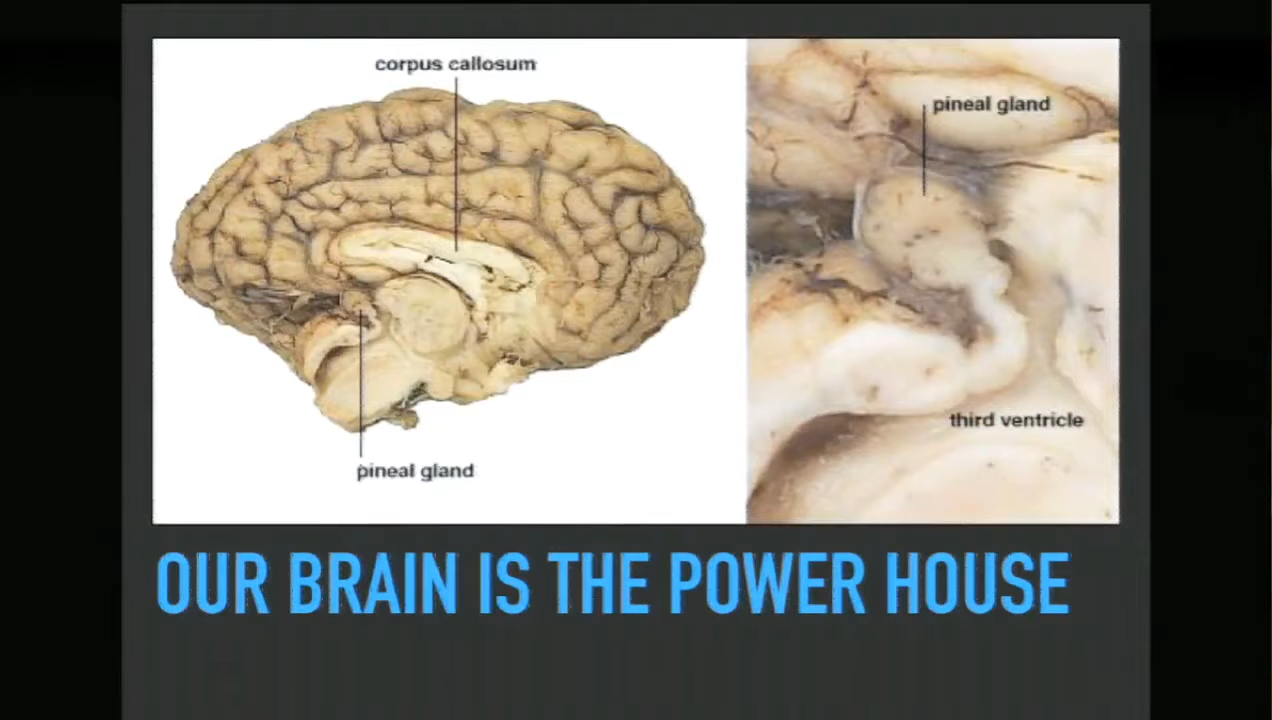 corpus callosum
pineal gland
pineal gland
third ventricle
OUR BRAIN IS THE POWER HOUSE